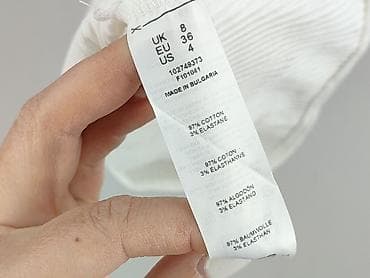 UK 8
EU 36
US 4
102749373
F101081
MADE IN BULGARIA
97% COTTON
3% ELASTANE
97% COTON
3% ELASTHANNE
97% ALGODÓN
3% ELASTANO
97% BAUMWOLLE
3% ELASTHAN